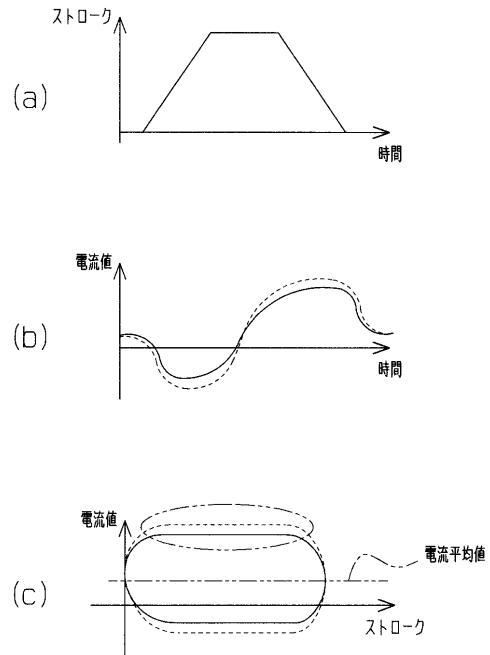 ストローク
(a)
時間
電流値
(b)
時間
電流値
電流平均値
(c)
ストローク